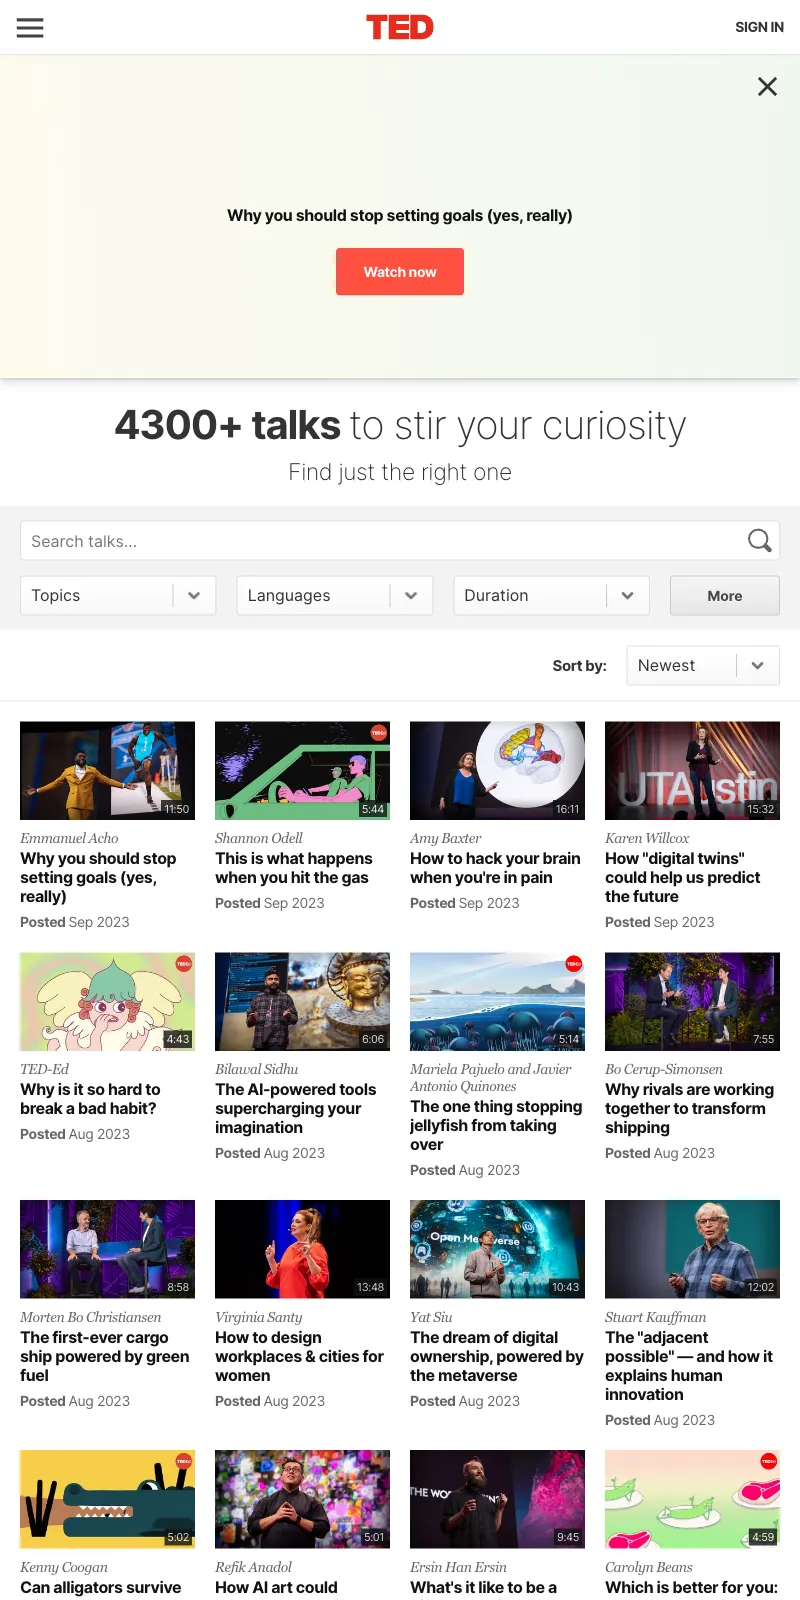 TED
SIGN IN
Why you should stop setting goals (yes, really)
Watch now
4300+ talks to stir your curiosity
Find just the right one
Search talks...
Topics
Languages
Duration
More
Sort by:
Newest
11:50
Emmanuel Acho
Why you should stop
setting goals (yes,
really)
Posted Sep 2023
5:44
Shannon Odell
This is what happens
when you hit the gas
Posted Sep 2023
16:11
Amy Baxter
How to hack your brain
when you're in pain
Posted Sep 2023
UTAustin
15:32
Karen Willcox
How "digital twins"
could help us predict
the future
Posted Sep 2023
4:43
TED-Ed
Why is it so hard to
break a bad habit?
Posted Aug 2023
6:06
Bilawal Sidhu
The AI-powered tools
supercharging your
imagination
Posted Aug 2023
5:14
Mariela Pajuelo and Javier
Antonio Quinones
The one thing stopping
jellyfish from taking
over
Posted Aug 2023
7:55
Bo Cerup-Simonsen
Why rivals are working
together to transform
shipping
Posted Aug 2023
8:58
Morten Bo Christiansen
The first-ever cargo
ship powered by green
fuel
Posted Aug 2023
13:48
Virginia Santy
How to design
workplaces & cities for
women
Posted Aug 2023
Open Me verse
10:43
Yat Siu
The dream of digital
ownership, powered by
the metaverse
Posted Aug 2023
12:02
Stuart Kauffman
The "adjacent
possible" — and how it
explains human
innovation
Posted Aug 2023
5:02
Kenny Coogan
Can alligators survive
5:01
Refik Anadol
How AI art could
THE WO
9:45
Ersin Han Ersin
What's it like to be a
4:59
Carolyn Beans
Which is better for you: